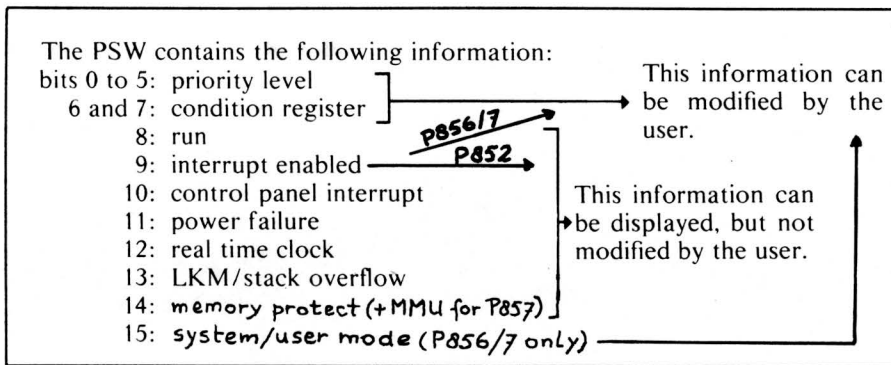 The PSW contains the following information:
bits 0 to 5: priority level
6 and 7: condition register
8: run
9: interrupt enabled
10: control panel interrupt
11: power failure
12: real time clock
13: LKM/stack overflow
14: memory protect (+MMU for P857)
15: system/user mode (P856/7 only)
P856/7
P852
This information can
be modified by the
user.
This information can
be displayed, but not
modified by the user.